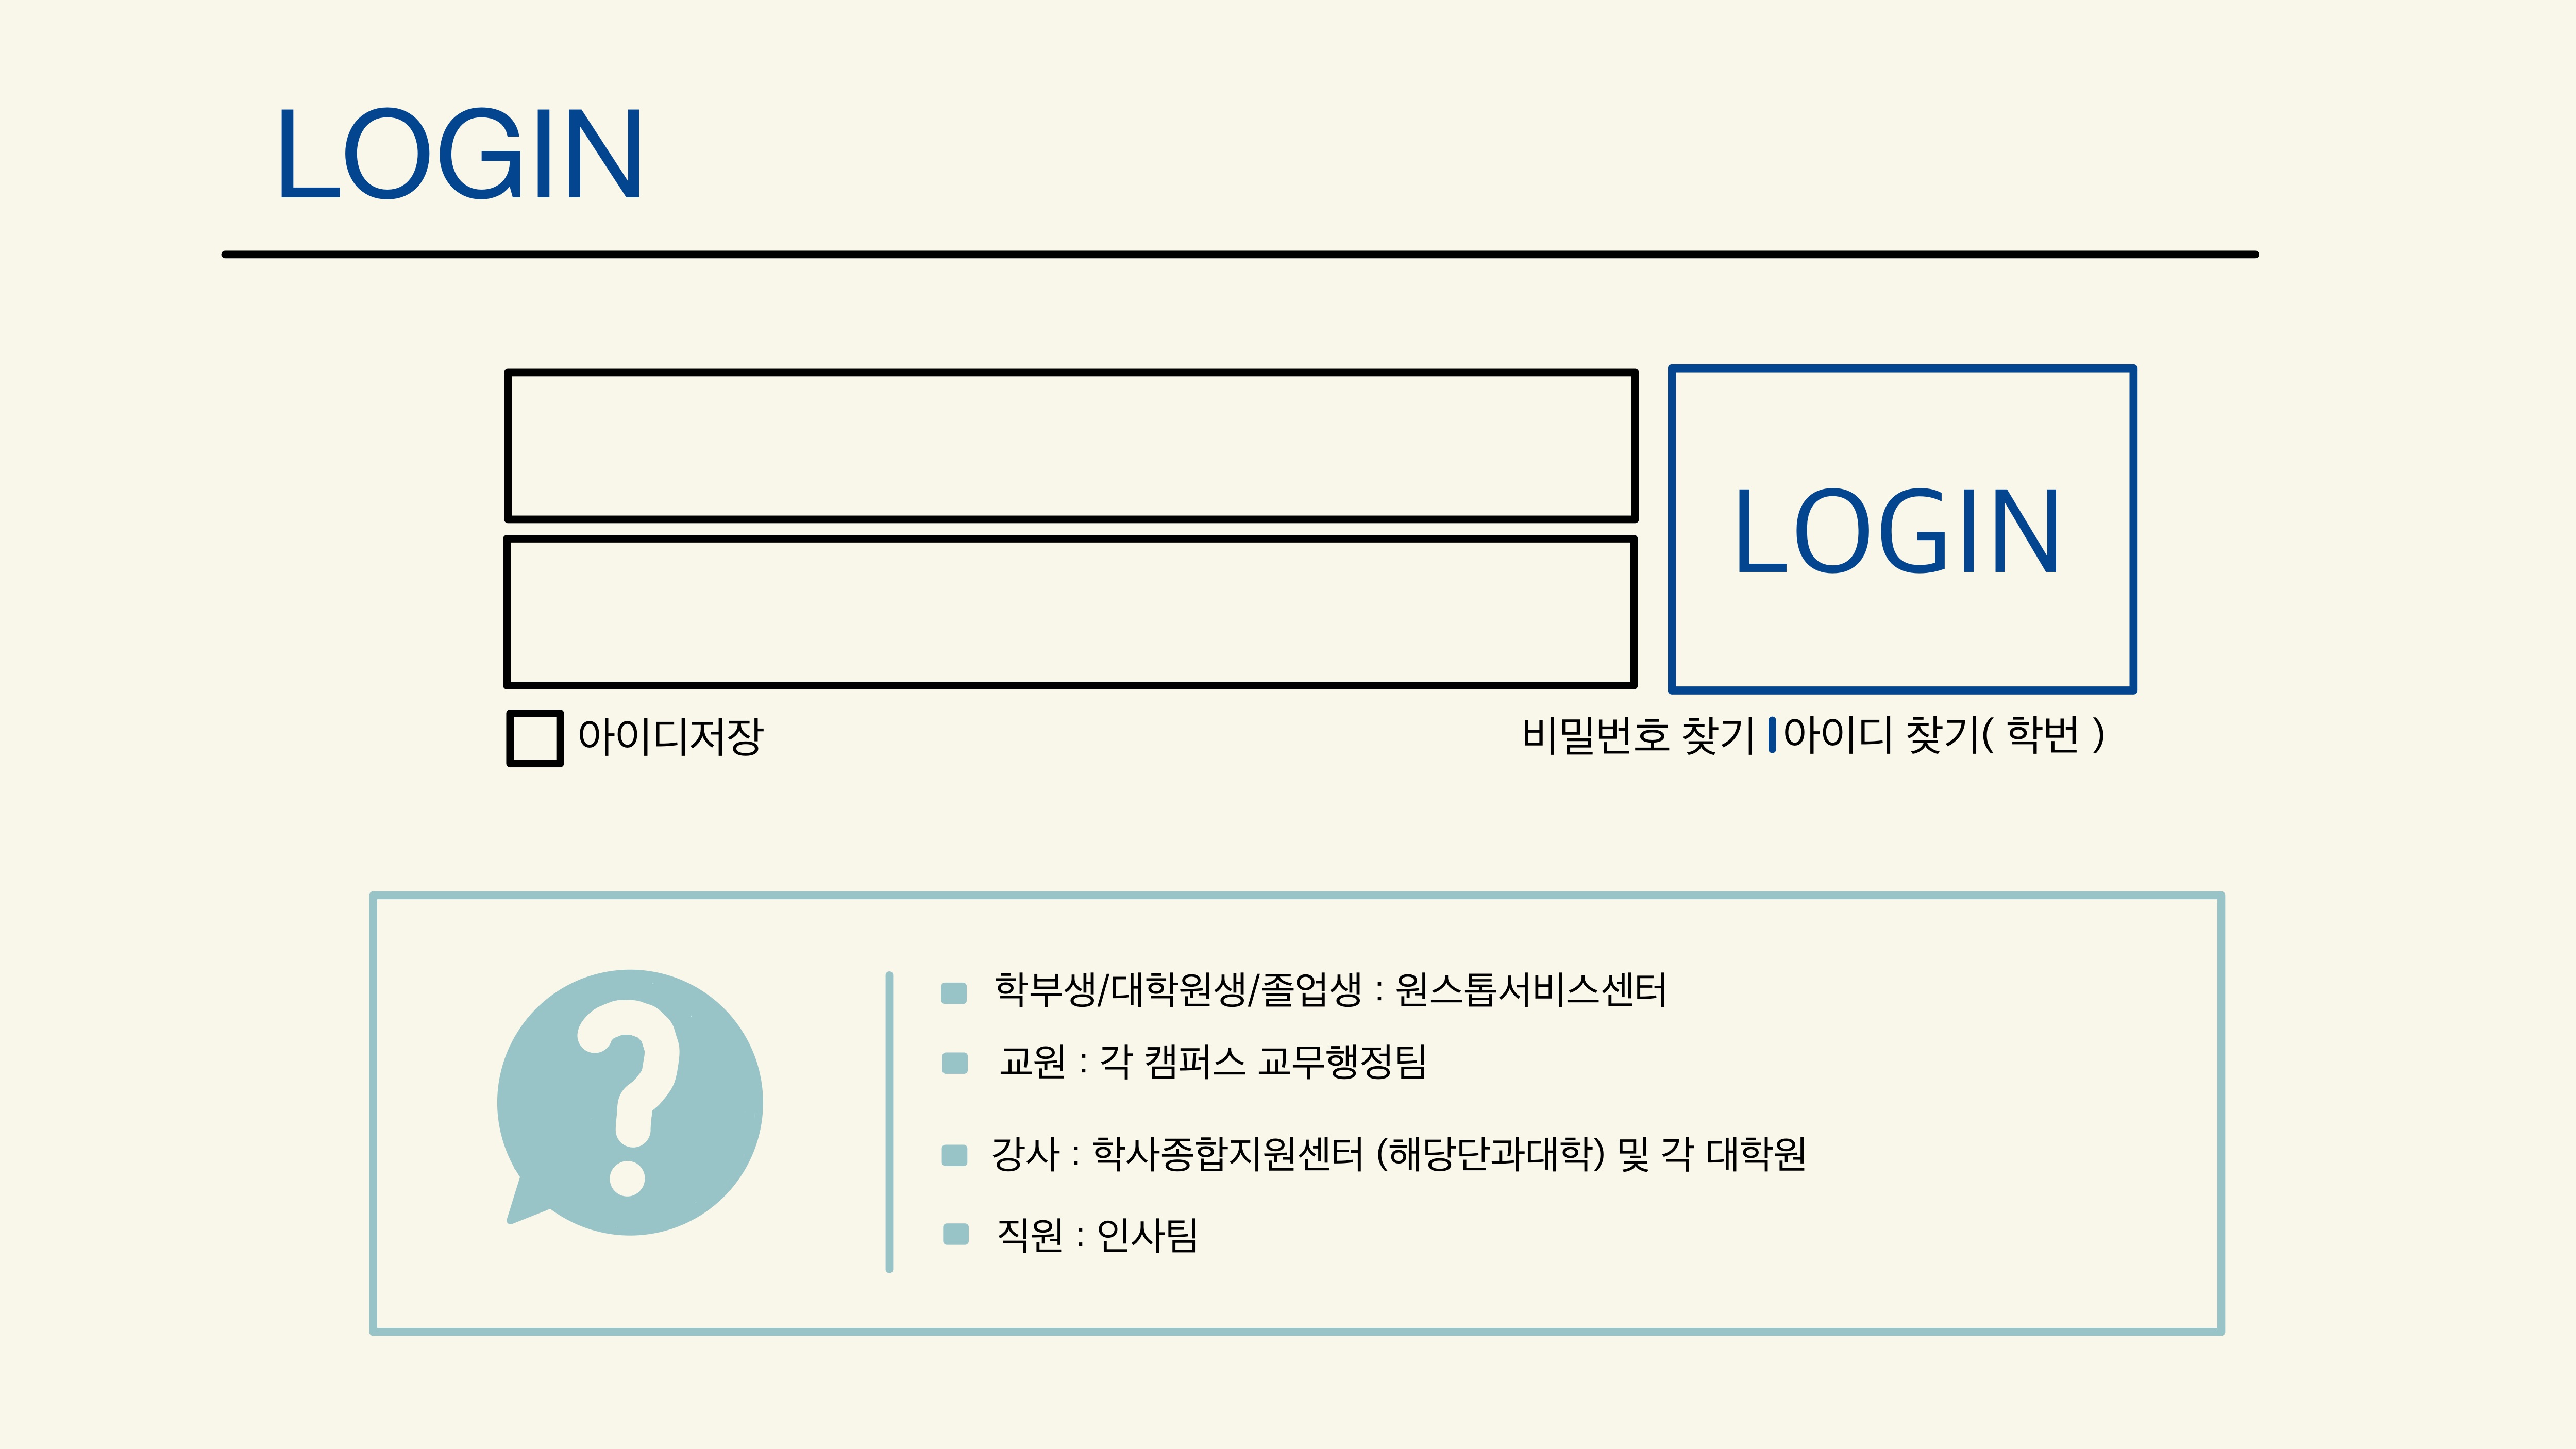 LOGIN
LOGIN
아이디저장
비밀번호 찾기 | 아이디 찾기( 학번 )
학부생/대학원생/졸업생 : 원스톱서비스센터
교원 : 각 캠퍼스 교무행정팀
강사 : 학사종합지원센터 (해당단과대학) 및 각 대학원
직원 : 인사팀